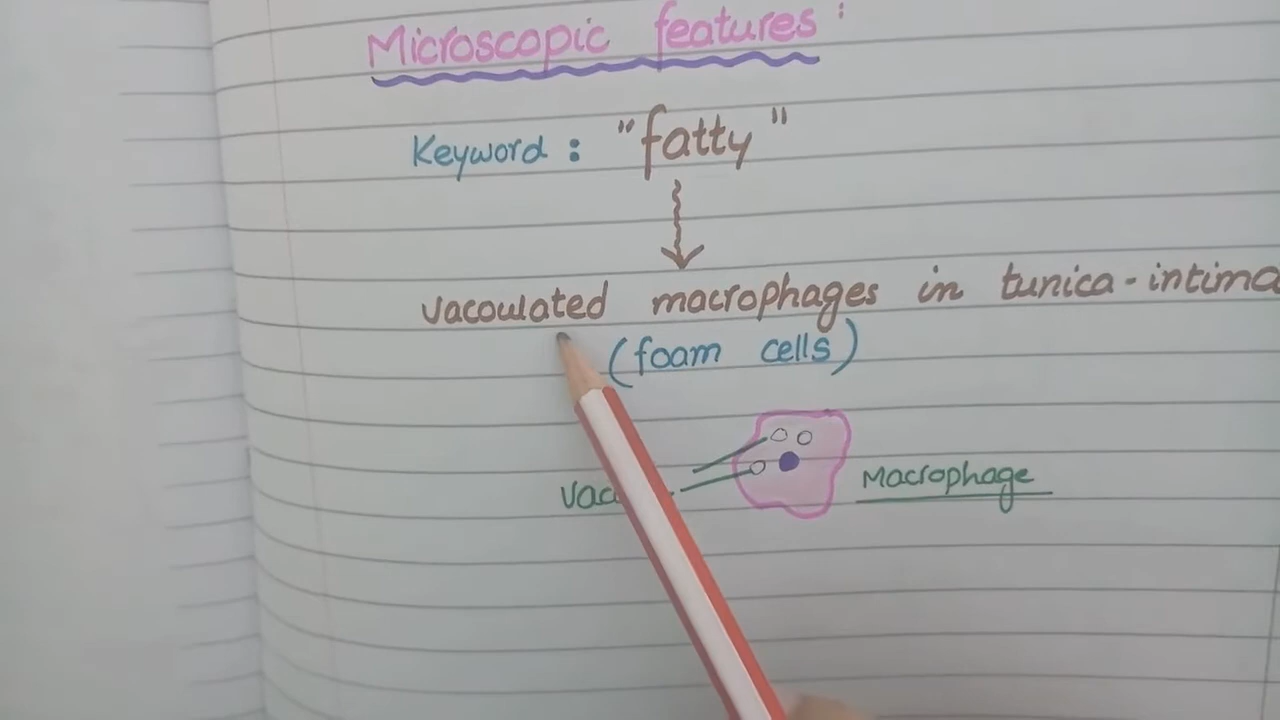 Microscopic features:
Keyword: "fatty"
vacoulated macrophages in tunica-intima
(foam cells)
Macrophage